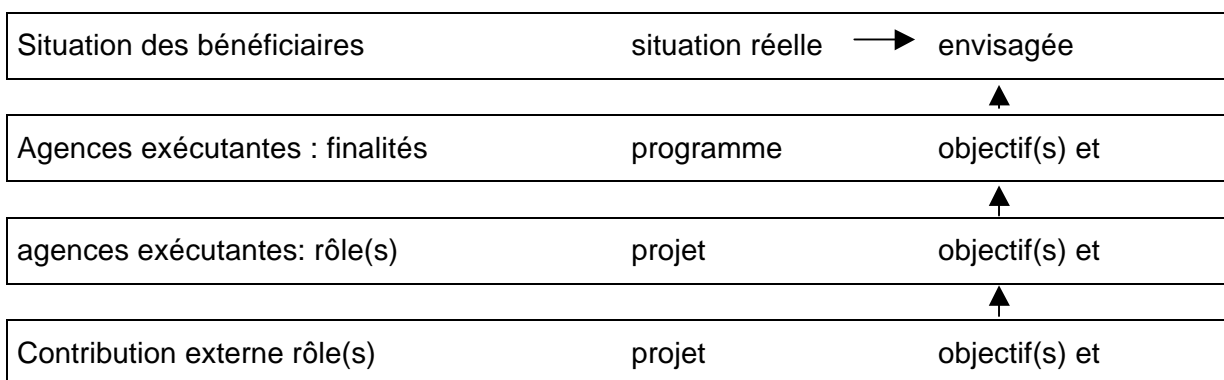 Situation des bénéficiaires situation réelle envisagée
Agences exécutantes : finalités programme objectif(s) et
agences exécutantes: rôle(s) projet objectif(s) et
Contribution externe rôle(s) projet objectif(s) et